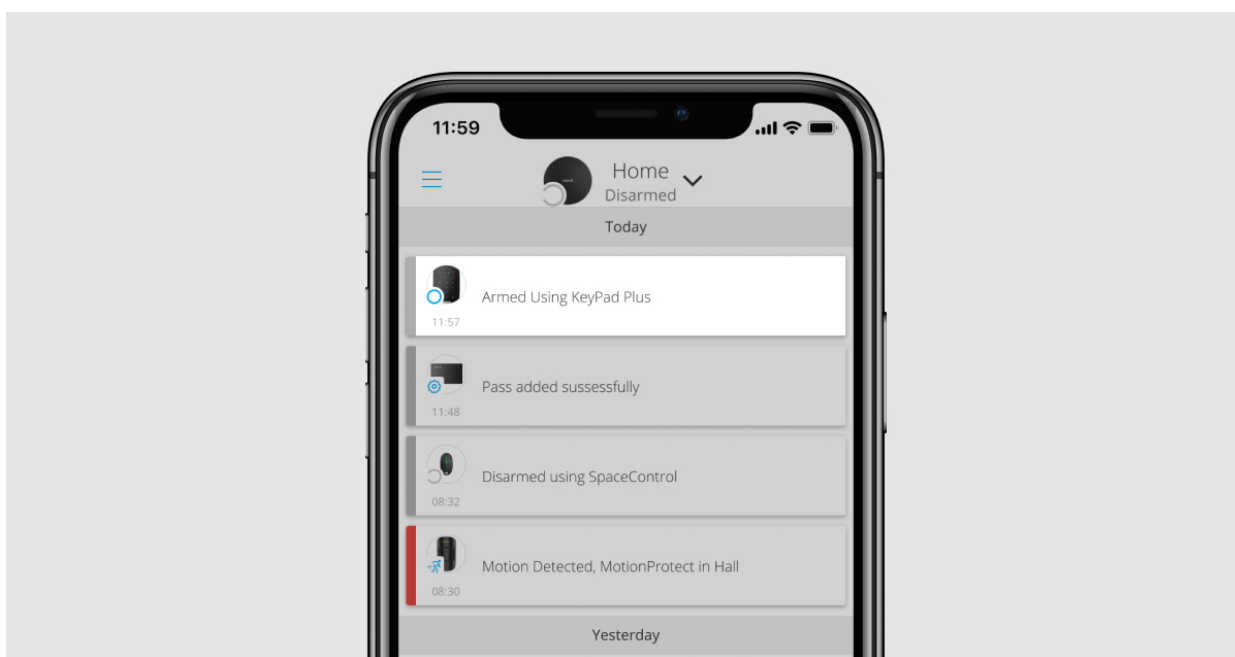 11:59
Home
Disarmed
Today
Armed Using KeyPad Plus
11:57
Pass added sussessfully
11:48
Disarmed using SpaceControl
08:32
Motion Detected, MotionProtect in Hall
08:30
Yesterday